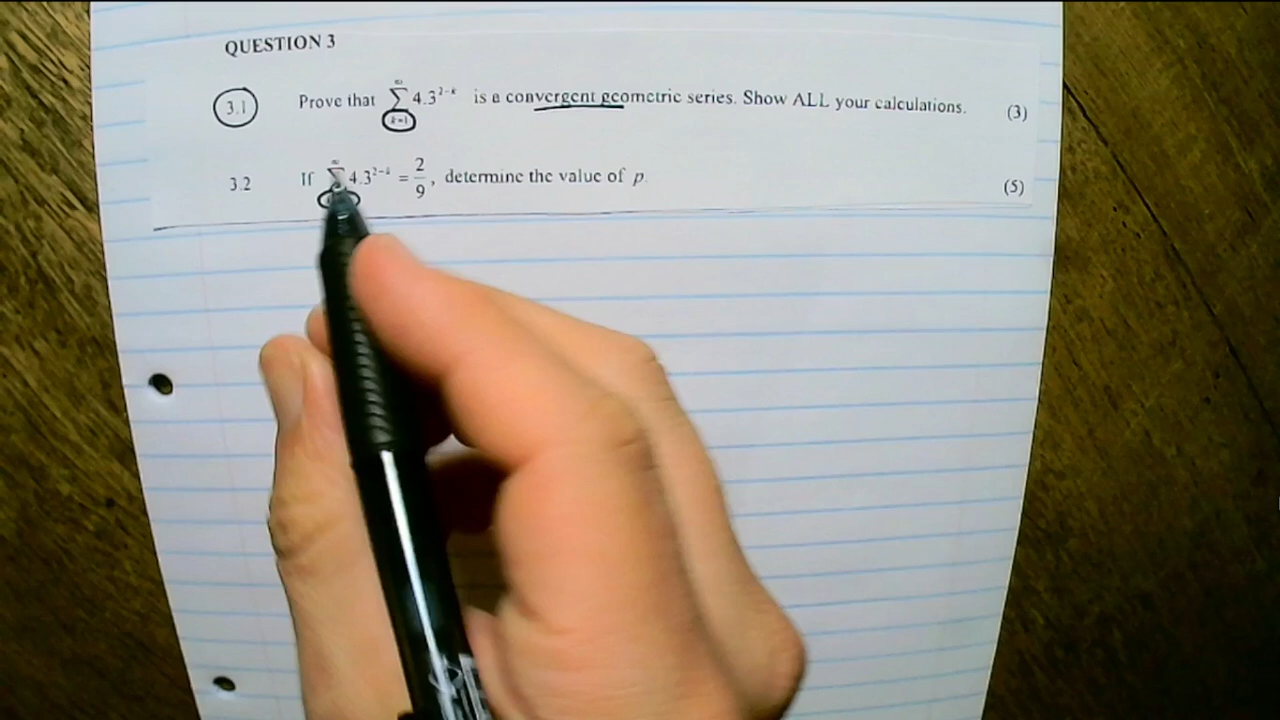 QUESTION 3
3.1 Prove that ∞ ∑ k=1 4.3^{2-k} is a convergent geometric series. Show ALL your calculations. (3)
3.2 If ∞ ∑ 4.3^{2-k} = 2/9, determine the value of p. (5)